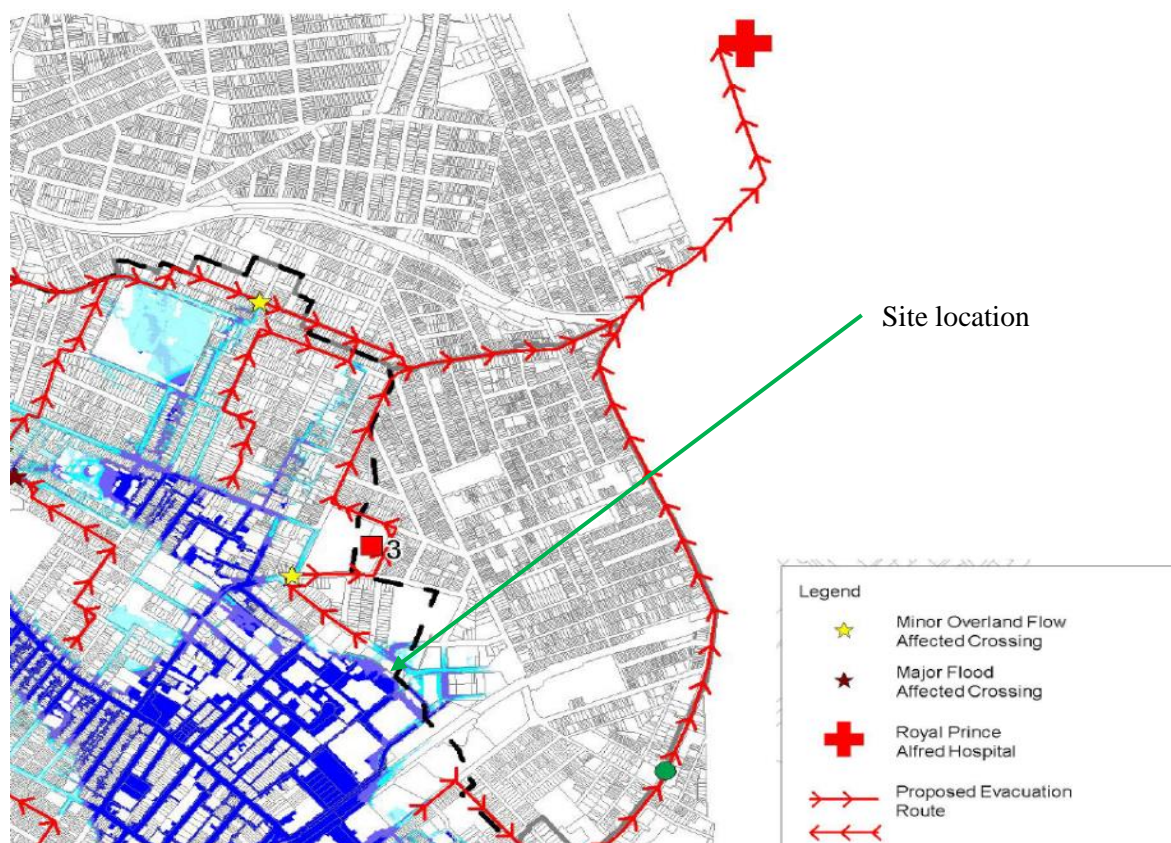 Site location
3
Legend
Minor Overland Flow
Affected Crossing
Major Flood
Affected Crossing
Royal Prince
Alfred Hospital
Proposed Evacuation
Route